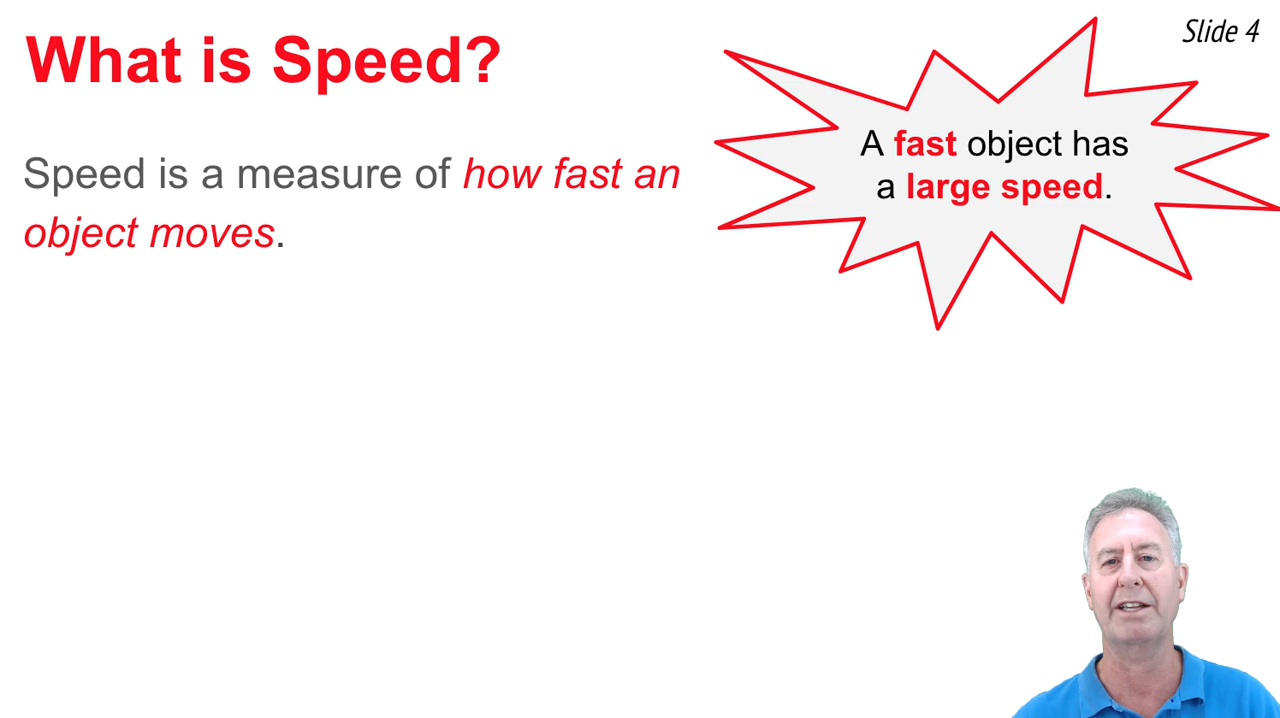 What is Speed?
Slide 4
Speed is a measure of how fast an
object moves.
A fast object has
a large speed.